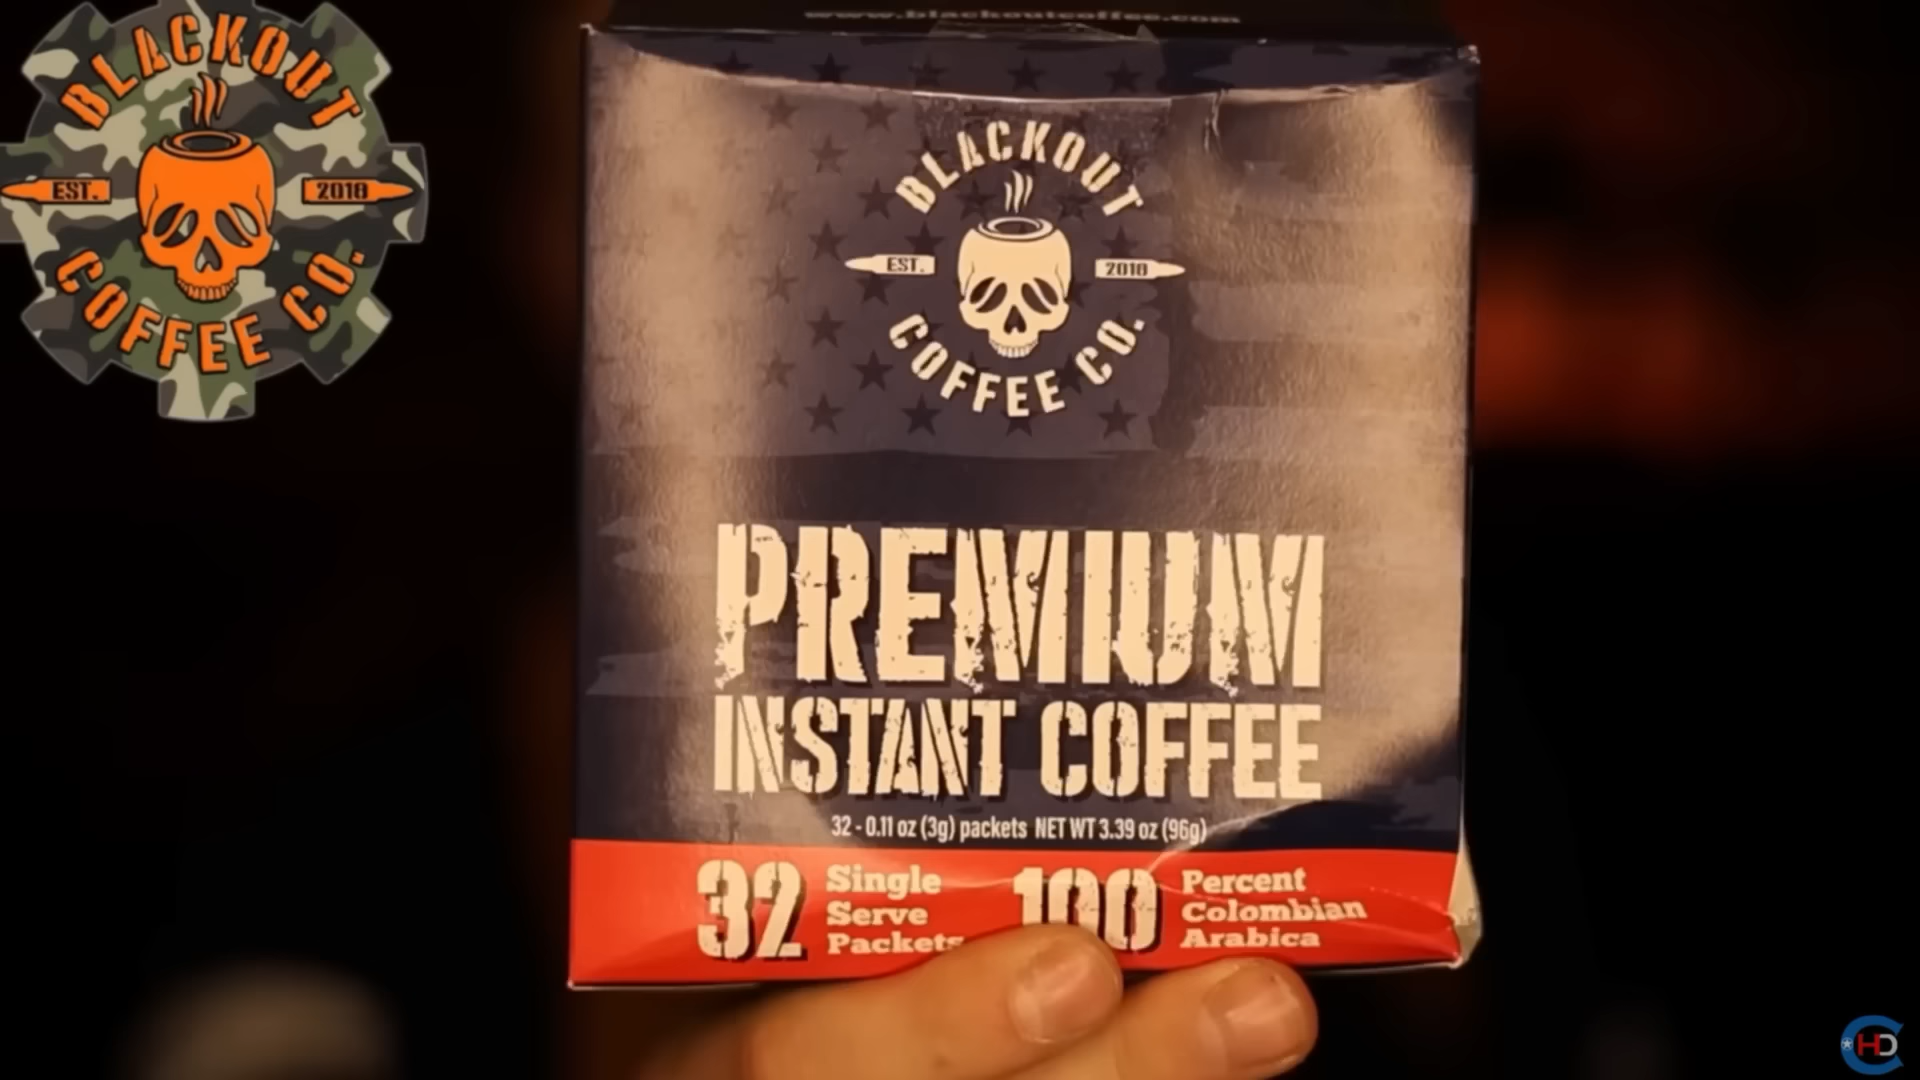 www.blackoutcoffee.com
BLACKOUT
EST. 2018
COFFEE CO.
BLACKOUT
EST. 2018
COFFEE CO.
PREMIUM
INSTANT COFFEE
32 - 0.11 oz (3g) packets NET WT 3.39 oz (96g)
32 Single Serve Packets
100 Percent Colombian Arabica
CHD